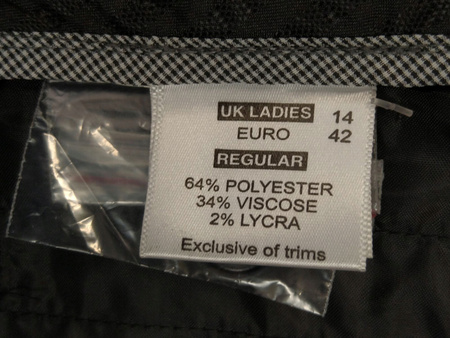 UK LADIES 14
EURO 42
REGULAR
64% POLYESTER
34% VISCOSE
2% LYCRA
Exclusive of trims